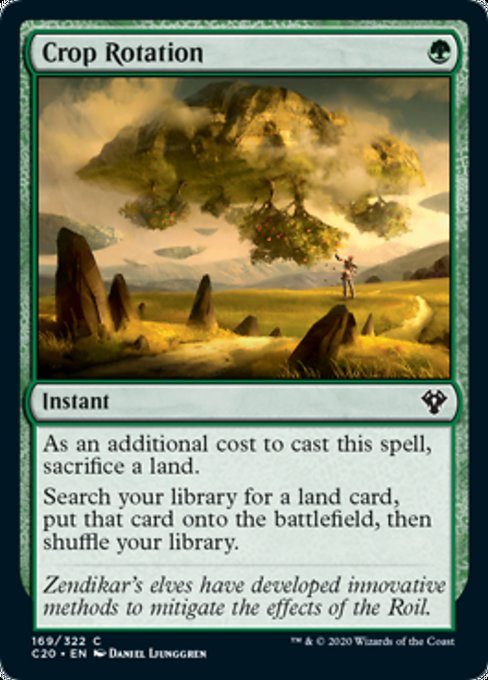 Crop Rotation
Instant
As an additional cost to cast this spell,
sacrifice a land.
Search your library for a land card,
put that card onto the battlefield, then
shuffle your library.
Zendikar's elves have developed innovative
methods to mitigate the effects of the Roil.
169/322 C
™ & © 2020 Wizards of the Coast
C20 • EN Daniel Ljunggren